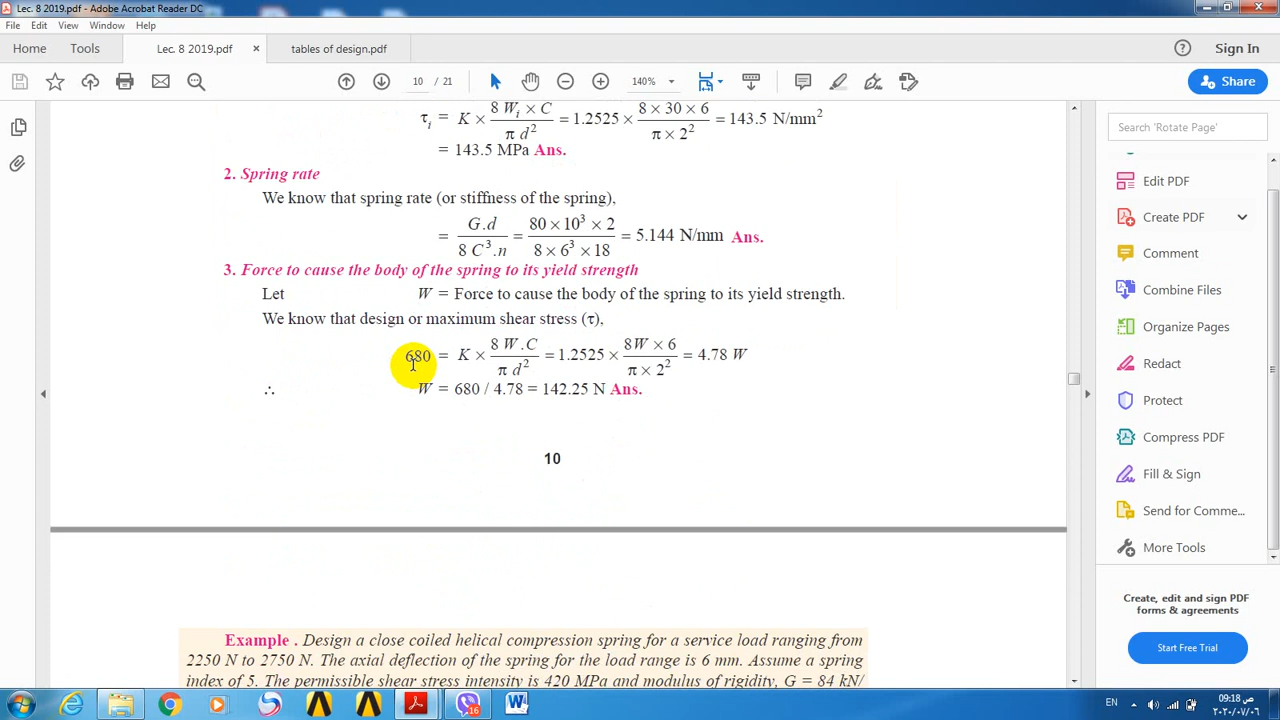 Lec. 8 2019.pdf - Adobe Acrobat Reader DC
File Edit View Window Help
Home Tools Lec. 8 2019.pdf × tables of design.pdf Sign In
10 / 21 140% Share
τi = K × 8 Wi × C / π d² = 1.2525 × 8 × 30 × 6 / π × 2² = 143.5 N/mm²
= 143.5 MPa Ans.
2. Spring rate
We know that spring rate (or stiffness of the spring),
= G.d / 8 C³.n = 80 × 10³ × 2 / 8 × 6³ × 18 = 5.144 N/mm Ans.
3. Force to cause the body of the spring to its yield strength
Let W = Force to cause the body of the spring to its yield strength.
We know that design or maximum shear stress (τ),
680 = K × 8 W.C / π d² = 1.2525 × 8W × 6 / π × 2² = 4.78 W
∴ W = 680 / 4.78 = 142.25 N Ans.
10
Example . Design a close coiled helical compression spring for a service load ranging from
2250 N to 2750 N. The axial deflection of the spring for the load range is 6 mm. Assume a spring
index of 5. The permissible shear stress intensity is 420 MPa and modulus of rigidity, G = 84 kN/
Search 'Rotate Page'
Edit PDF
Create PDF
Comment
Combine Files
Organize Pages
Redact
Protect
Compress PDF
Fill & Sign
Send for Comme...
More Tools
Create, edit and sign PDF
forms & agreements
Start Free Trial
16
EN
09:18 ص
٢٠٢٠/٠٧/٠٦